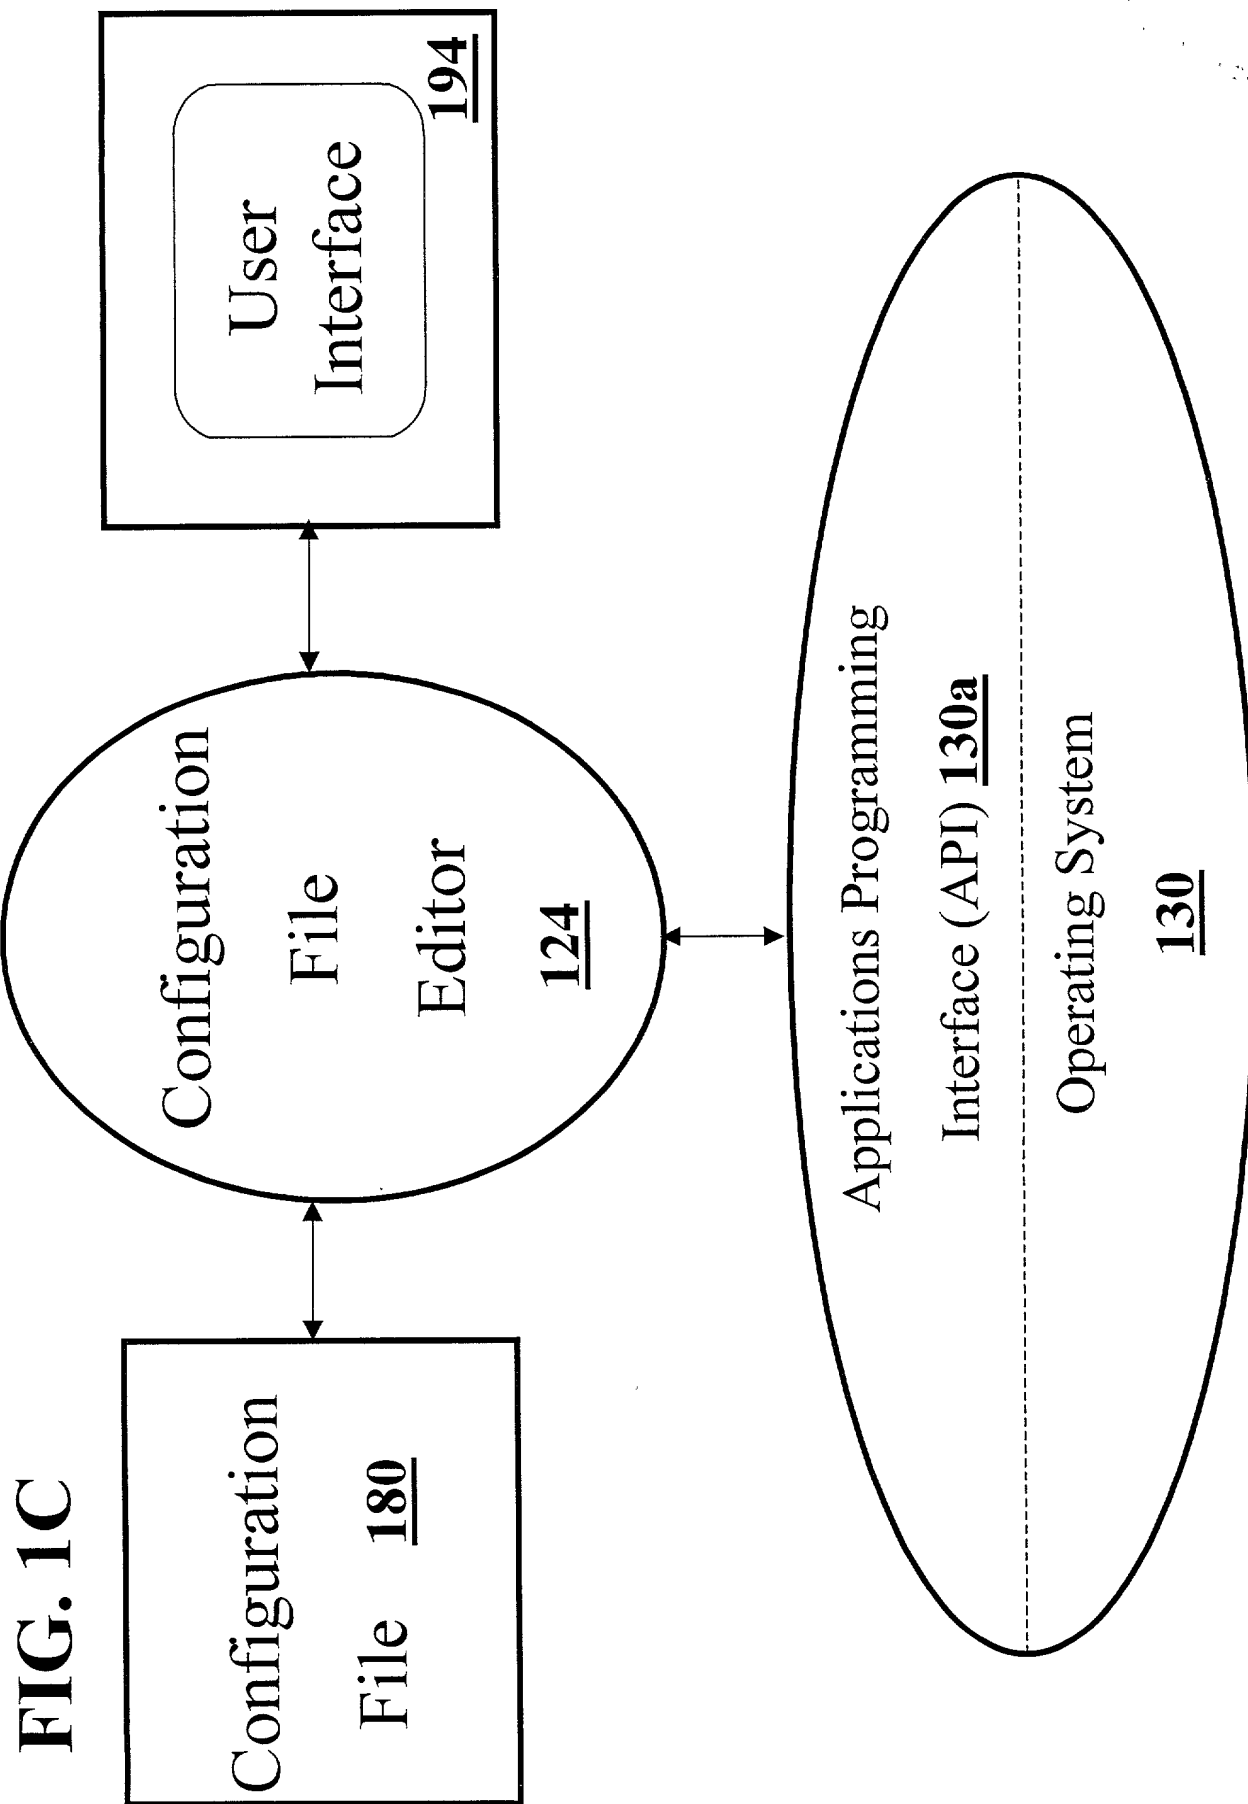 FIG. 1C
Configuration
File 180
Configuration
File
Editor
124
User
Interface
194
Applications Programming
Interface (API) 130a
Operating System
130